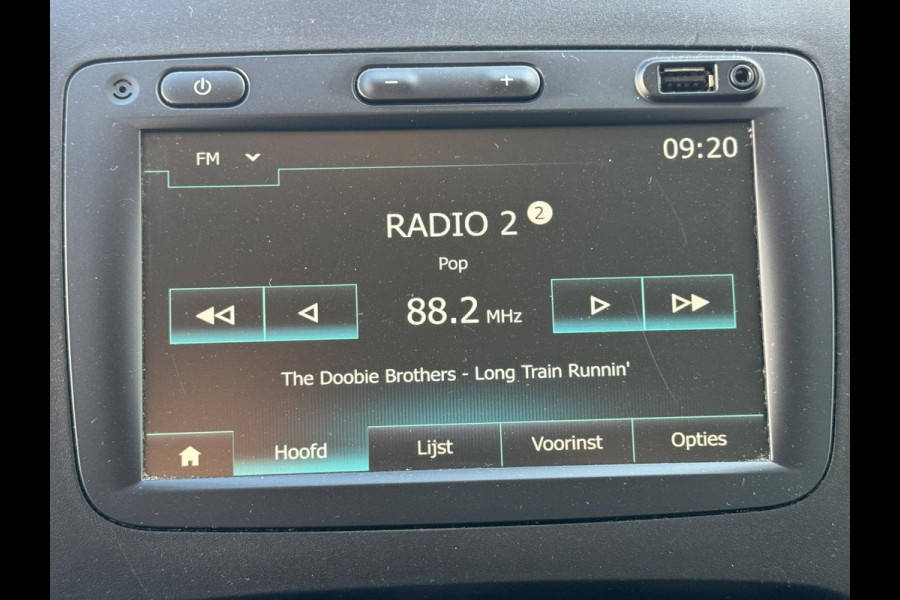 − +
FM 09:20
RADIO 2 2
Pop
88.2 MHz
The Doobie Brothers - Long Train Runnin'
Hoofd Lijst Voorinst Opties